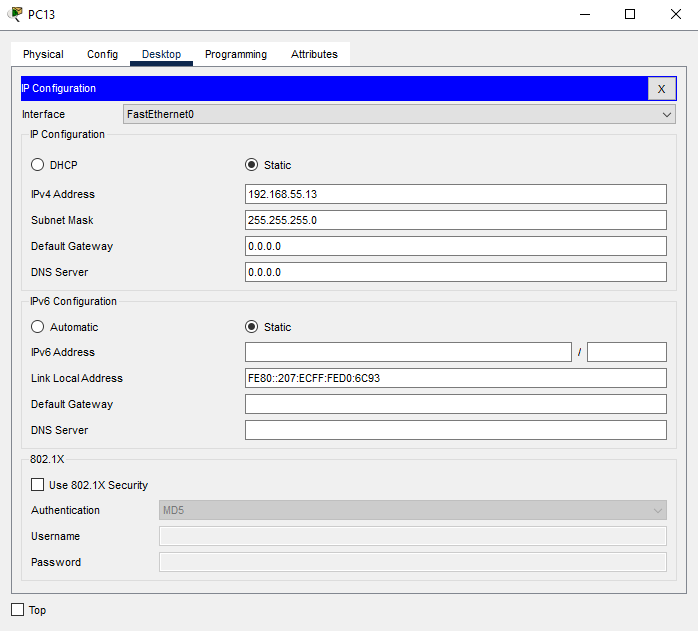 PC13
Physical Config Desktop Programming Attributes
IP Configuration X
Interface FastEthernet0
IP Configuration
DHCP Static
IPv4 Address 192.168.55.13
Subnet Mask 255.255.255.0
Default Gateway 0.0.0.0
DNS Server 0.0.0.0
IPv6 Configuration
Automatic Static
IPv6 Address /
Link Local Address FE80::207:ECFF:FED0:6C93
Default Gateway
DNS Server
802.1X
Use 802.1X Security
Authentication MD5
Username
Password
Top